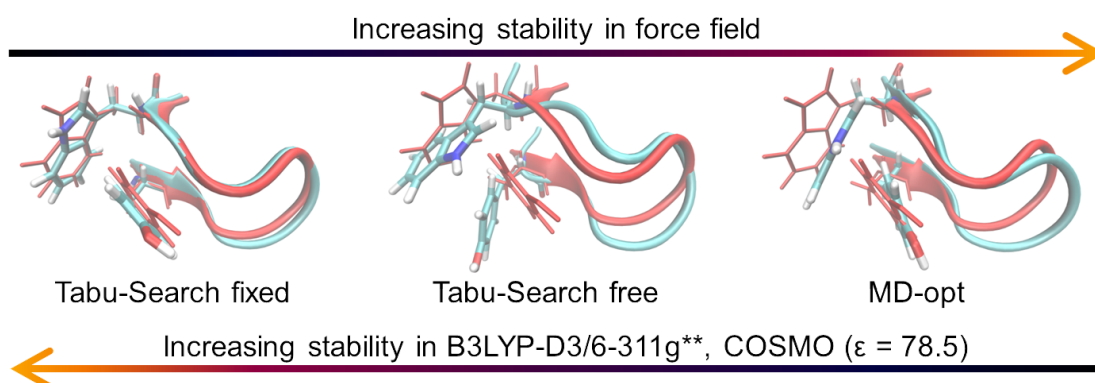 Increasing stability in force field
Tabu-Search fixed
Tabu-Search free
MD-opt
Increasing stability in B3LYP-D3/6-311g**, COSMO (ε = 78.5)